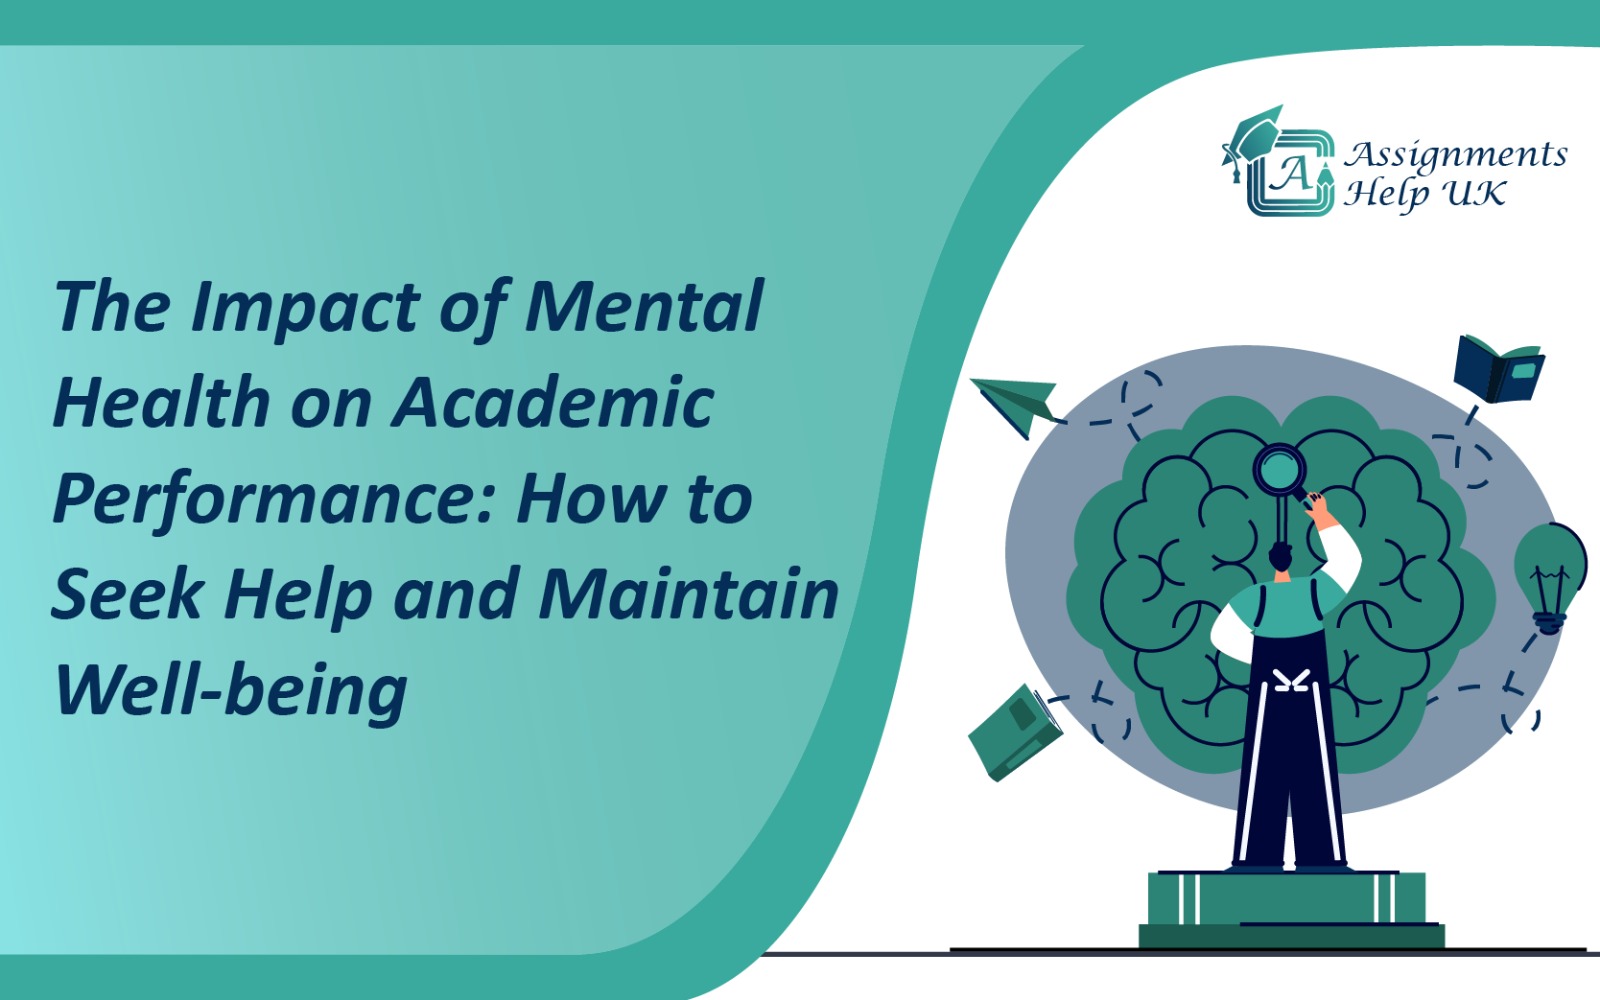 Assignments
Help UK
A
The Impact of Mental
Health on Academic
Performance: How to
Seek Help and Maintain
Well-being